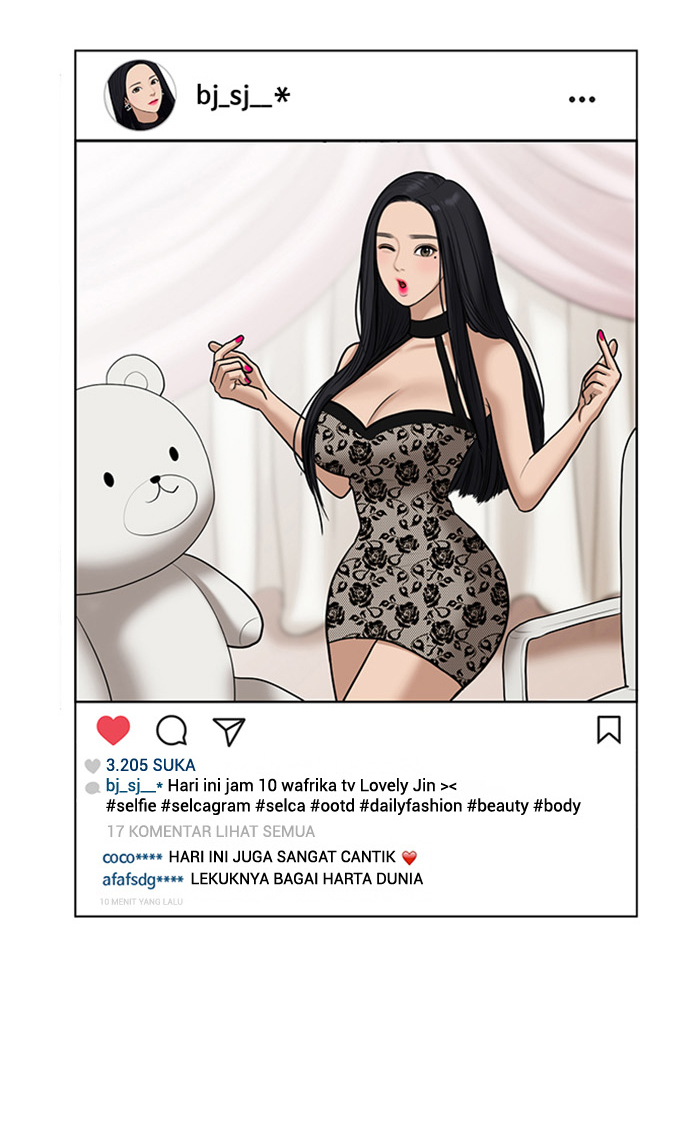 bj_sj__*
3.205 SUKA
bj_sj__* Hari ini jam 10 wafrika tv Lovely Jin ><
#selfie #selcagram #selca #ootd #dailyfashion #beauty #body
17 KOMENTAR LIHAT SEMUA
coco**** HARI INI JUGA SANGAT CANTIK ❤️
afafsdg**** LEKUKNYA BAGAI HARTA DUNIA
10 MENIT YANG LALU